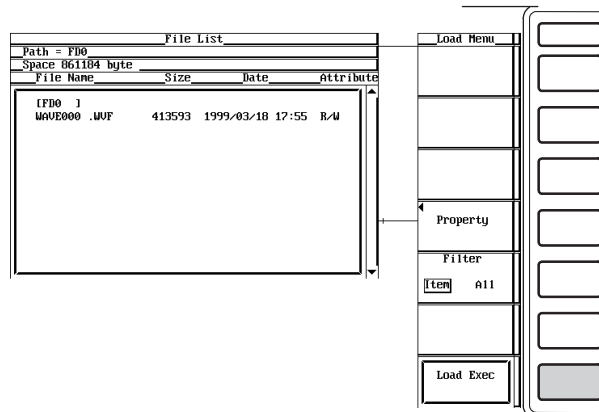 File List
Path = FD0
Space 861184 byte
File Name Size Date Attribute
[FD0 ]
WAVE000 .WVF 413593 1999/03/18 17:55 R/W
Load Menu
Property
Filter
Item All
Load Exec